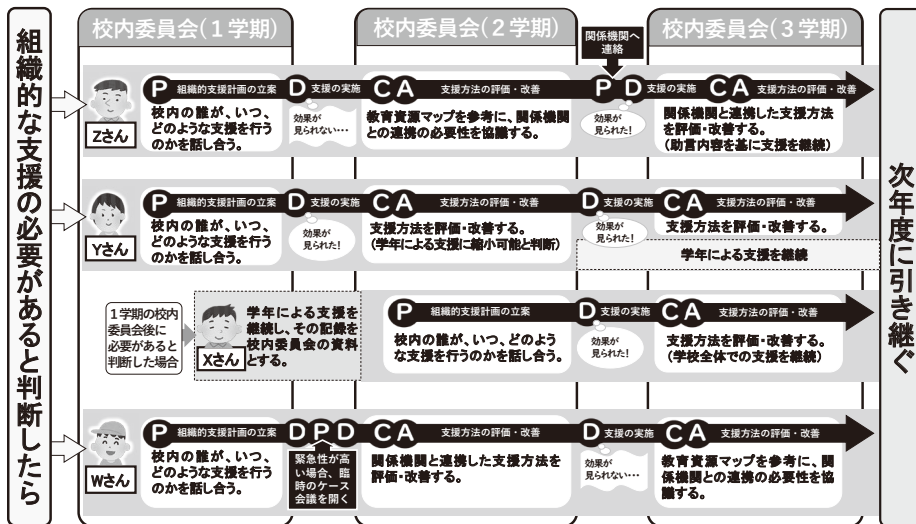 組織的な支援の必要があると判断したら
校内委員会(1学期)
校内委員会(2学期)
関係機関へ
連絡
校内委員会(3学期)
Zさん
P 組織的支援計画の立案
校内の誰が、いつ、
どのような支援を行う
のかを話し合う。
D 支援の実施
効果が
見られない…
CA 支援方法の評価・改善
教育資源マップを参考に、関係機関
との連携の必要性を協議する。
P D 支援の実施
効果が
見られた!
CA 支援方法の評価・改善
関係機関と連携した支援方法
を評価・改善する。
(助言内容を基に支援を継続)
Yさん
P 組織的支援計画の立案
校内の誰が、いつ、
どのような支援を行う
のかを話し合う。
D 支援の実施
効果が
見られた!
CA 支援方法の評価・改善
支援方法を評価・改善する。
(学年による支援に縮小可能と判断)
D 支援の実施
効果が
見られた!
CA 支援方法の評価・改善
支援方法を評価・改善する。
学年による支援を継続
1学期の校内
委員会後に
必要があると
判断した場合
Xさん
学年による支援を
継続し、その記録を
校内委員会の資料
とする。
P 組織的支援計画の立案
校内の誰が、いつ、どのよう
な支援を行うのかを話し合う。
D 支援の実施
効果が
見られた!
CA 支援方法の評価・改善
支援方法を評価・改善する。
(学校全体での支援を継続)
Wさん
P 組織的支援計画の立案
校内の誰が、いつ、
どのような支援を行う
のかを話し合う。
D P D
緊急性が高
い場合、臨
時のケース
会議を開く
CA 支援方法の評価・改善
関係機関と連携した支援方法を
評価・改善する。
D 支援の実施
効果が
見られない…
CA 支援方法の評価・改善
教育資源マップを参考に、関
係機関との連携の必要性を協
議する。
次年度に引き継ぐ